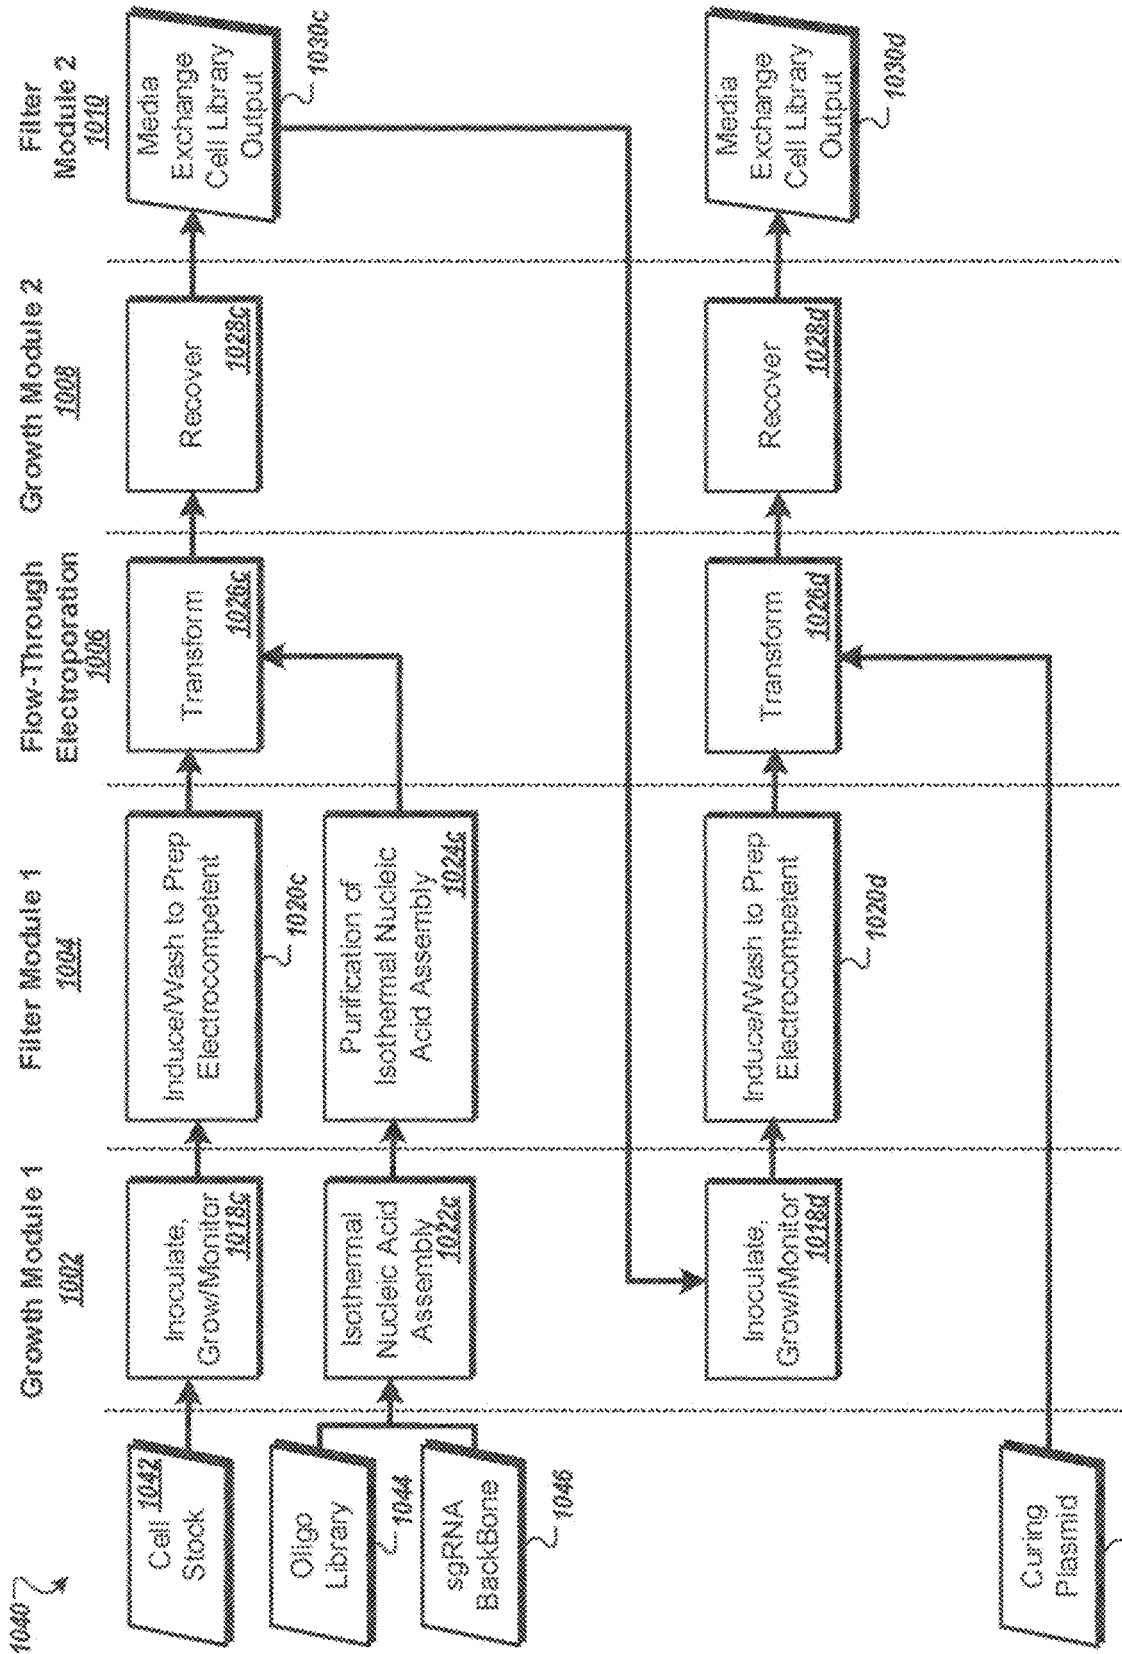 1040
Growth Module 1
1002
Filter Module 1
1004
Flow-Through
Electroporation
1006
Growth Module 2
1008
Filter
Module 2
1010
1042
Cell
Stock
Inoculate,
Grow/Monitor
1018c
Induce/Wash to Prep
Electrocompetent
1020c
Transform
1026c
Recover
1028c
Media
Exchange
Cell Library
Output
1030c
Oligo
Library
1044
sgRNA
BackBone
1046
Isothermal
Nucleic Acid
Assembly
1022c
Purification of
Isothermal Nucleic
Acid Assembly
1024c
Inoculate,
Grow/Monitor
1018d
Induce/Wash to Prep
Electrocompetent
1020d
Transform
1026d
Recover
1028d
Media
Exchange
Cell Library
Output
1030d
Curing
Plasmid